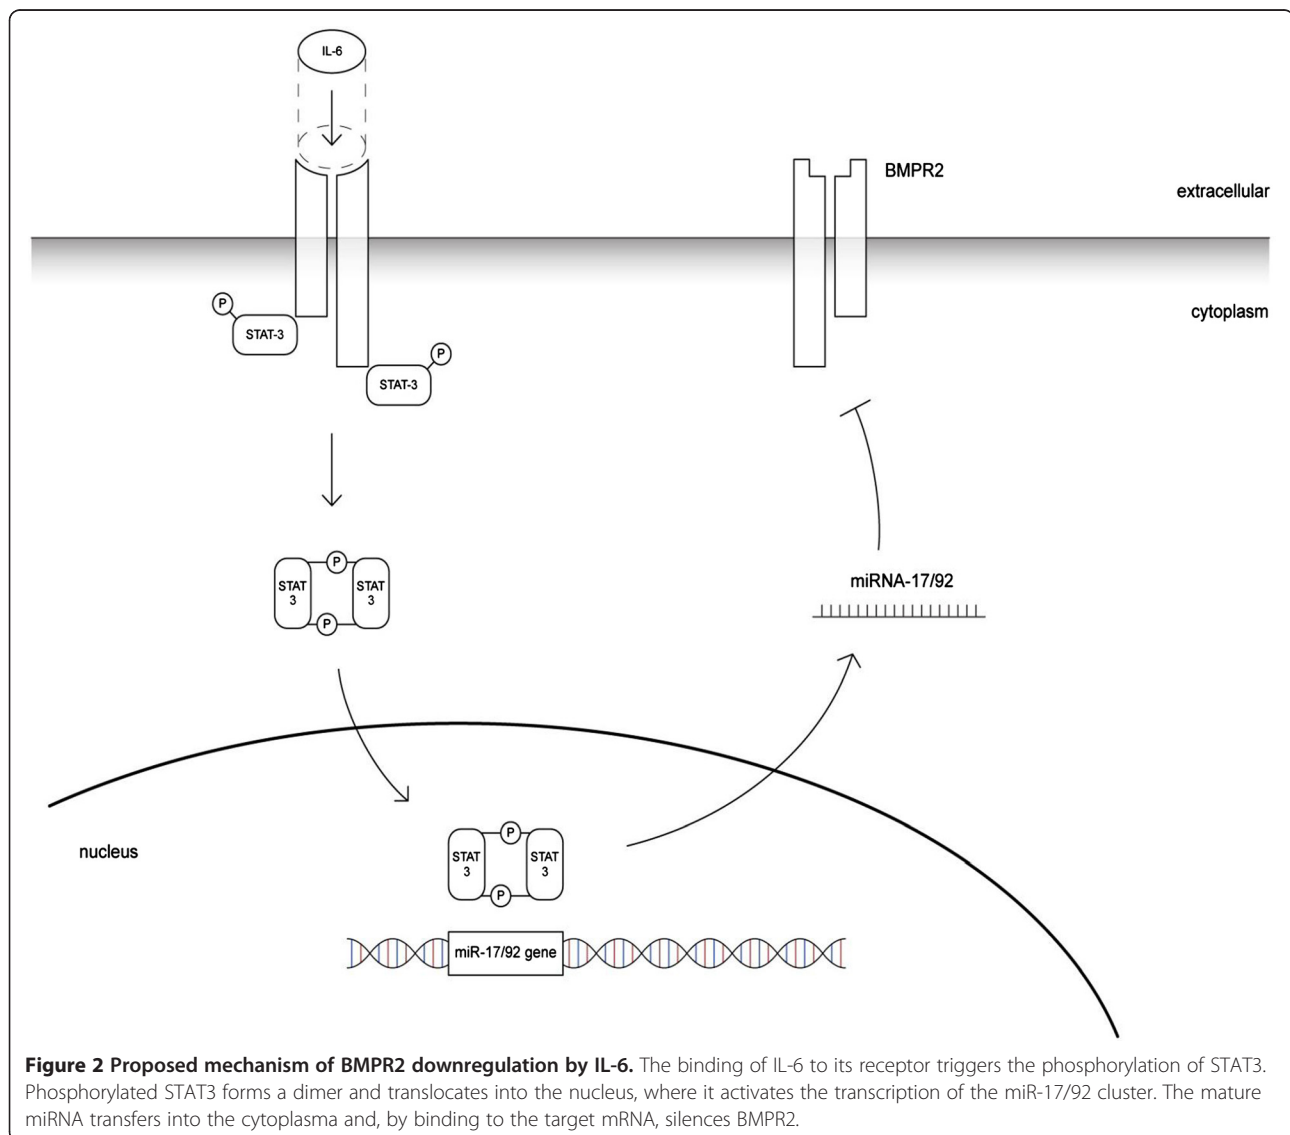 IL-6
BMPR2
extracellular
cytoplasm
P
STAT-3
P
STAT-3
P
STAT
3
STAT
3
P
miRNA-17/92
nucleus
P
STAT
3
STAT
3
P
miR-17/92 gene
Figure 2 Proposed mechanism of BMPR2 downregulation by IL-6. The binding of IL-6 to its receptor triggers the phosphorylation of STAT3.
Phosphorylated STAT3 forms a dimer and translocates into the nucleus, where it activates the transcription of the miR-17/92 cluster. The mature
miRNA transfers into the cytoplasma and, by binding to the target mRNA, silences BMPR2.